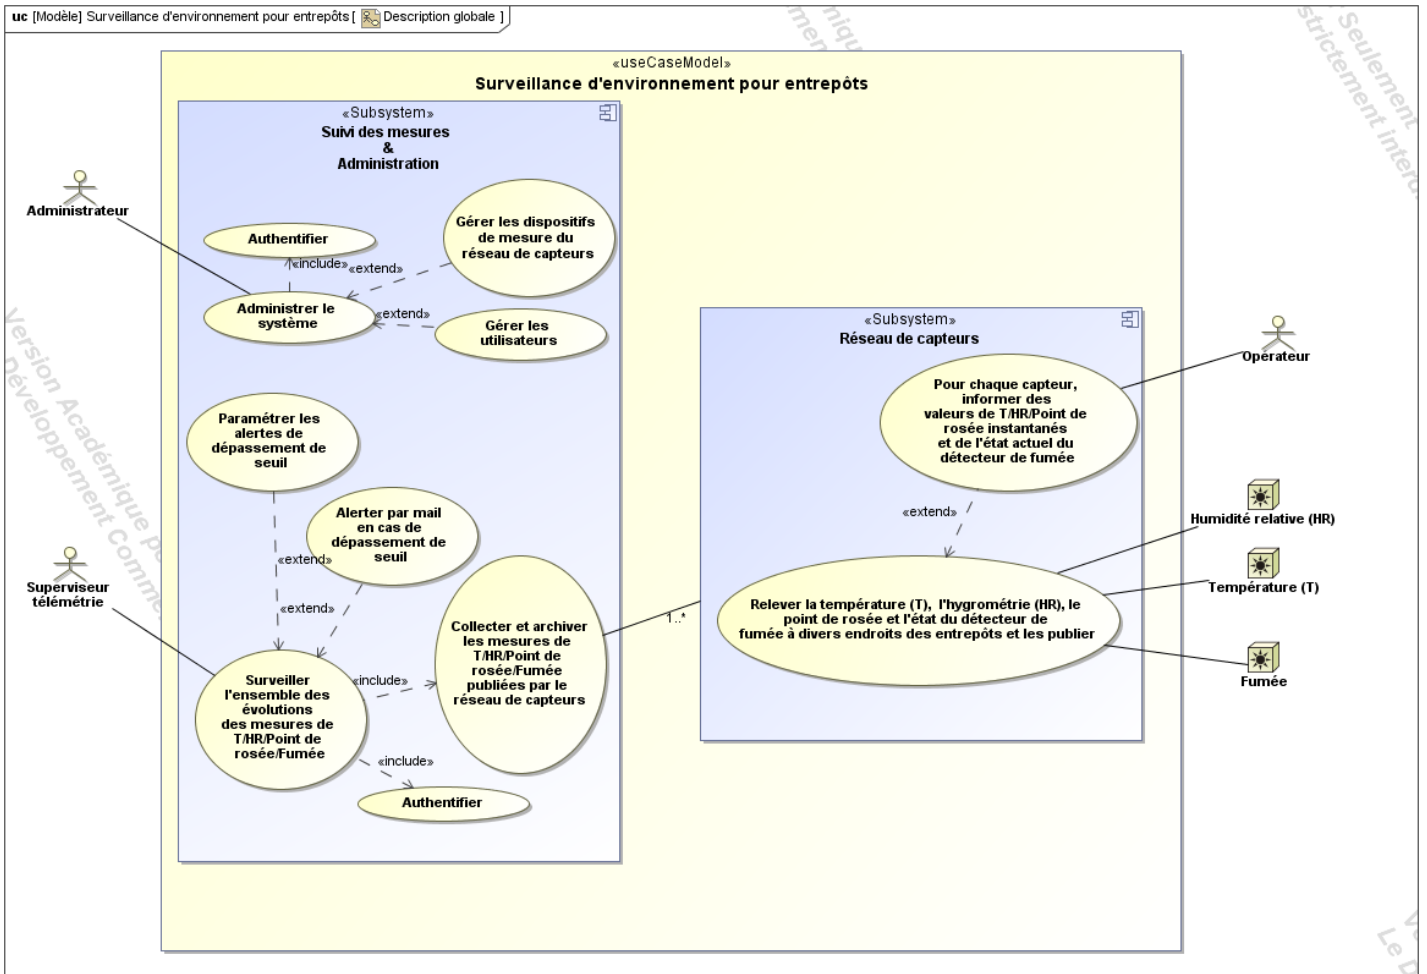 uc [Modèle] Surveillance d'environnement pour entrepôts [ Description globale ]
«useCaseModel»
Surveillance d'environnement pour entrepôts
«Subsystem»
Suivi des mesures
&
Administration
Administrateur
Authentifier
«include»
«extend»
Gérer les dispositifs
de mesure du
réseau de capteurs
Administrer le
système
«extend»
Gérer les
utilisateurs
Paramétrer les
alertes de
dépassement de
seuil
«extend»
Alerter par mail
en cas de
dépassement de
seuil
«extend»
Superviseur
télémétrie
Surveiller
l'ensemble des
évolutions
des mesures de
T/HR/Point de
rosée/Fumée
«include»
Collecter et archiver
les mesures de
T/HR/Point de
rosée/Fumée
publiées par le
réseau de capteurs
«include»
Authentifier
1..*
«Subsystem»
Réseau de capteurs
Pour chaque capteur,
informer des
valeurs de T/HR/Point de
rosée instantanés
et de l'état actuel du
détecteur de fumée
Opérateur
«extend»
Relever la température (T), l'hygrométrie (HR), le
point de rosée et l'état du détecteur de
fumée à divers endroits des entrepôts et les publier
Humidité relative (HR)
Température (T)
Fumée
Version Académique
Développement Comme
Seulement
strictement inter